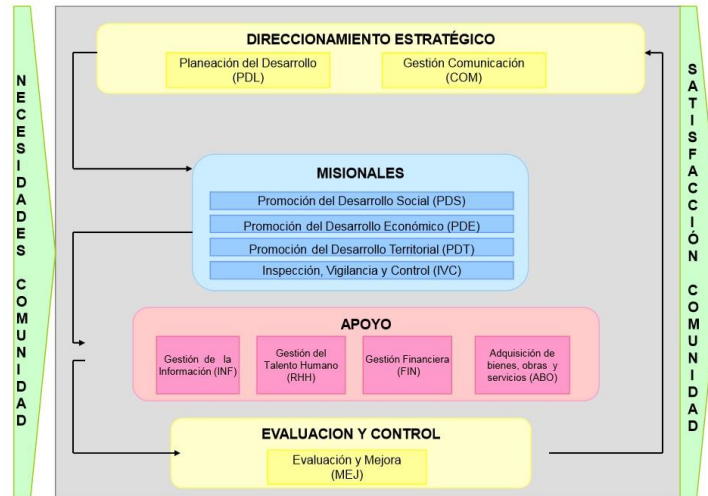 NECESIDADES COMUNIDAD
DIRECCIONAMIENTO ESTRATÉGICO
Planeación del Desarrollo
(PDL)
Gestión Comunicación
(COM)
MISIONALES
Promoción del Desarrollo Social (PDS)
Promoción del Desarrollo Económico (PDE)
Promoción del Desarrollo Territorial (PDT)
Inspección, Vigilancia y Control (IVC)
APOYO
Gestión de la
Información (INF)
Gestión del
Talento Humano
(RHH)
Gestión Financiera
(FIN)
Adquisición de
bienes, obras y
servicios (ABO)
EVALUACION Y CONTROL
Evaluación y Mejora
(MEJ)
SATISFACCIÓN COMUNIDAD